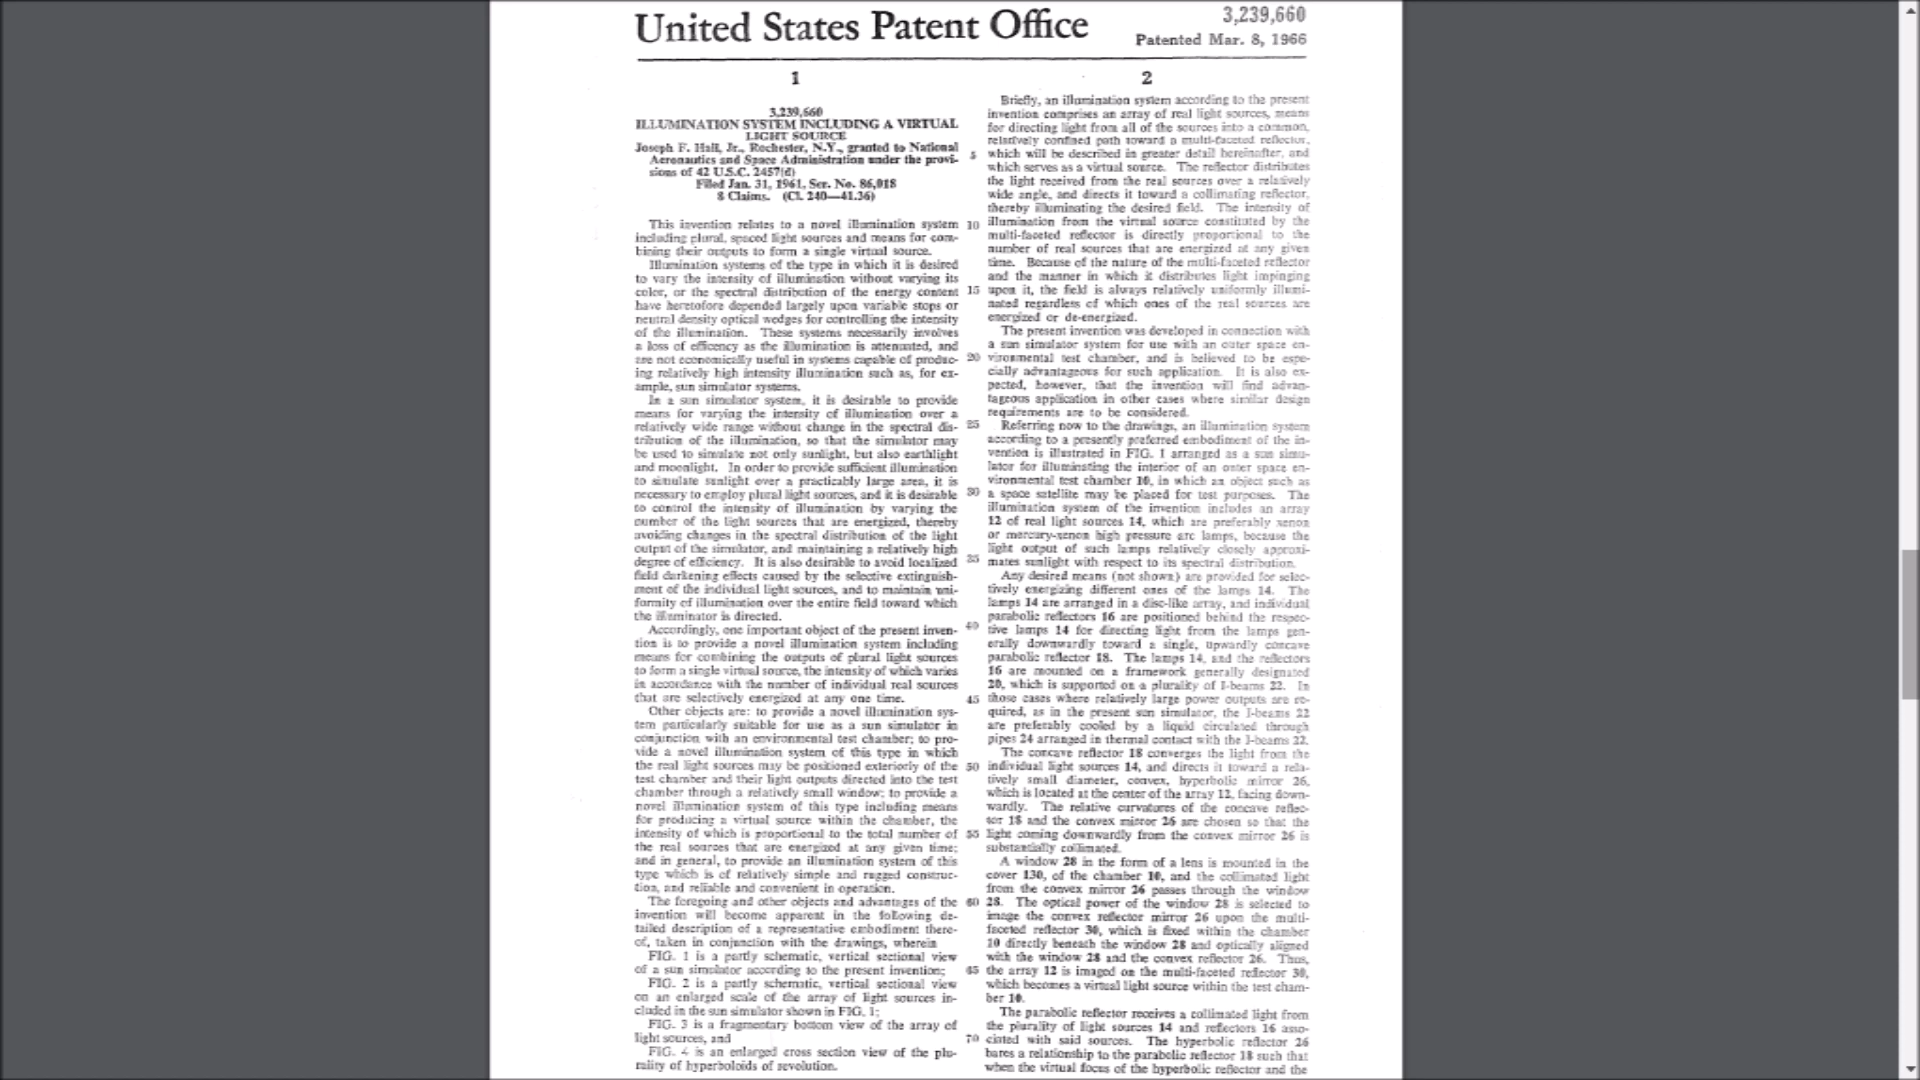 United States Patent Office
3,239,660
Patented Mar. 8, 1966
1
3,239,660
ILLUMINATION SYSTEM INCLUDING A VIRTUAL
LIGHT SOURCE
Joseph F. Hall, Jr., Rochester, N.Y., granted to National
Aeronautics and Space Administration under the provi-
sions of 42 U.S.C. 2457(d)
Filed Jan. 31, 1961, Ser. No. 86,018
8 Claims. (Cl. 240—41.36)
This invention relates to a novel illumination system
including plural, spaced light sources and means for com-
bining their outputs to form a single virtual source.
Illumination systems of the type in which it is desired
to vary the intensity of illumination without varying its
color, or the spectral distribution of the energy content
have heretofore depended largely upon variable stops or
neutral density optical wedges for controlling the intensity
of the illumination. These systems necessarily involves
a loss of efficency as the illumination is attenuated, and
are not economically useful in systems capable of produc-
ing relatively high intensity illumination such as, for ex-
ample, sun simulator systems.
In a sun simulator system, it is desirable to provide
means for varying the intensity of illumination over a
relatively wide range without change in the spectral dis-
tribution of the illumination, so that the simulator may
be used to simulate not only sunlight, but also earthlight
and moonlight. In order to provide sufficient illumination
to simulate sunlight over a practicably large area, it is
necessary to employ plural light sources, and it is desirable
to control the intensity of illumination by varying the
number of the light sources that are energized, thereby
avoiding changes in the spectral distribution of the light
output of the simulator, and maintaining a relatively high
degree of efficiency. It is also desirable to avoid localized
field darkening effects caused by the selective extinguish-
ment of the individual light sources, and to maintain uni-
formity of illumination over the entire field toward which
the illuminator is directed.
Accordingly, one important object of the present inven-
tion is to provide a novel illumination system including
means for combining the outputs of plural light sources
to form a single virtual source, the intensity of which varies
in accordance with the number of individual real sources
that are selectively energized at any one time.
Other objects are: to provide a novel illumination sys-
tem particularly suitable for use as a sun simulator in
conjunction with an environmental test chamber; to pro-
vide a novel illumination system of this type in which
the real light sources may be positioned exteriorly of the
test chamber and their light outputs directed into the test
chamber through a relatively small window; to provide a
novel illumination system of this type including means
for producing a virtual source within the chamber, the
intensity of which is proportional to the total number of
the real sources that are energized at any given time;
and in general, to provide an illumination system of this
type which is of relatively simple and rugged construc-
tion, and reliable and convenient in operation.
The foregoing and other objects and advantages of the
invention will become apparent in the following de-
tailed description of a representative embodiment there-
of, taken in conjunction with the drawings, wherein
FIG. 1 is a partly schematic, vertical sectional view
of a sun simulator according to the present invention;
FIG. 2 is a partly schematic, vertical sectional view
on an enlarged scale of the array of light sources in-
cluded in the sun simulator shown in FIG. 1;
FIG. 3 is a fragmentary bottom view of the array of
light sources, and
FIG. 4 is an enlarged cross section view of the plu-
rality of hyperboloids of revolution.
5
10
15
20
25
30
35
40
45
50
55
60
65
70
2
Briefly, an illumination system according to the present
invention comprises an array of real light sources, means
for directing light from all of the sources into a common,
relatively confined path toward a multi-faceted reflector,
which will be described in greater detail hereinafter, and
which serves as a virtual source. The reflector distributes
the light received from the real sources over a relatively
wide angle, and directs it toward a collimating reflector,
thereby illuminating the desired field. The intensity of
illumination from the virtual source constituted by the
multi-faceted reflector is directly proportional to the
number of real sources that are energized at any given
time. Because of the nature of the multi-faceted reflector
and the manner in which it distributes light impinging
upon it, the field is always relatively uniformly illumi-
nated regardless of which ones of the real sources are
energized or de-energized.
The present invention was developed in connection with
a sun simulator system for use with an outer space en-
vironmental test chamber, and is believed to be espe-
cially advantageous for such application. It is also ex-
pected, however, that the invention will find advan-
tageous application in other cases where similar design
requirements are to be considered.
Referring now to the drawings, an illumination system
according to a presently preferred embodiment of the in-
vention is illustrated in FIG. 1 arranged as a sun simu-
lator for illuminating the interior of an outer space en-
vironmental test chamber 10, in which an object such as
a space satellite may be placed for test purposes. The
illumination system of the invention includes an array
12 of real light sources 14, which are preferably xenon
or mercury-xenon high pressure arc lamps, because the
light output of such lamps relatively closely approxi-
mates sunlight with respect to its spectral distribution.
Any desired means (not shown) are provided for selec-
tively energizing different ones of the lamps 14. The
lamps 14 are arranged in a disc-like array, and individual
parabolic reflectors 16 are positioned behind the respec-
tive lamps 14 for directing light from the lamps gen-
erally downwardly toward a single, upwardly concave
parabolic reflector 18. The lamps 14, and the reflectors
16 are mounted on a framework generally designated
20, which is supported on a plurality of I-beams 22. In
those cases where relatively large power outputs are re-
quired, as in the present sun simulator, the I-beams 22
are preferably cooled by a liquid circulated through
pipes 24 arranged in thermal contact with the I-beams 22.
The concave reflector 18 converges the light from the
individual light sources 14, and directs it toward a rela-
tively small diameter, convex, hyperbolic mirror 26,
which is located at the center of the array 12, facing down-
wardly. The relative curvatures of the concave reflec-
tor 18 and the convex mirror 26 are chosen so that the
light coming downwardly from the convex mirror 26 is
substantially collimated.
A window 28 in the form of a lens is mounted in the
cover 130, of the chamber 10, and the collimated light
from the convex mirror 26 passes through the window
28. The optical power of the window 28 is selected to
image the convex reflector mirror 26 upon the multi-
faceted reflector 30, which is fixed within the chamber
10 directly beneath the window 28 and optically aligned
with the window 28 and the convex reflector 26. Thus,
the array 12 is imaged on the multi-faceted reflector 30,
which becomes a virtual light source within the test cham-
ber 10.
The parabolic reflector receives a collimated light from
the plurality of light sources 14 and reflectors 16 asso-
ciated with said sources. The hyperbolic reflector 26
bares a relationship to the parabolic reflector 18 such that
when the virtual focus of the hyperbolic reflector and the